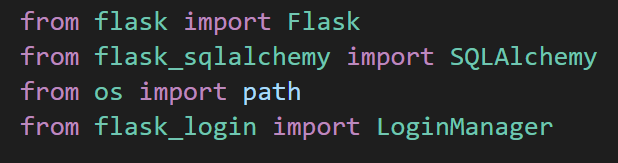 from flask import Flask
from flask_sqlalchemy import SQLAlchemy
from os import path
from flask_login import LoginManager